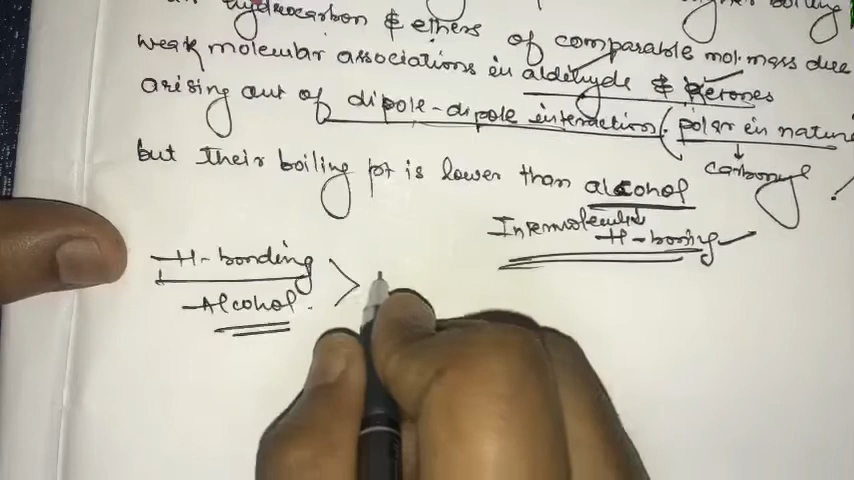 hydrocarbon & ethers of comparable mol. mass due
weak molecular associations in aldehyde & ketones
arising out of dipole-dipole interaction. (polar in nature
carbonyl
but their boiling pt is lower than alcohol
Intermolecular
H-bonding
H-bonding >
Alcohol.